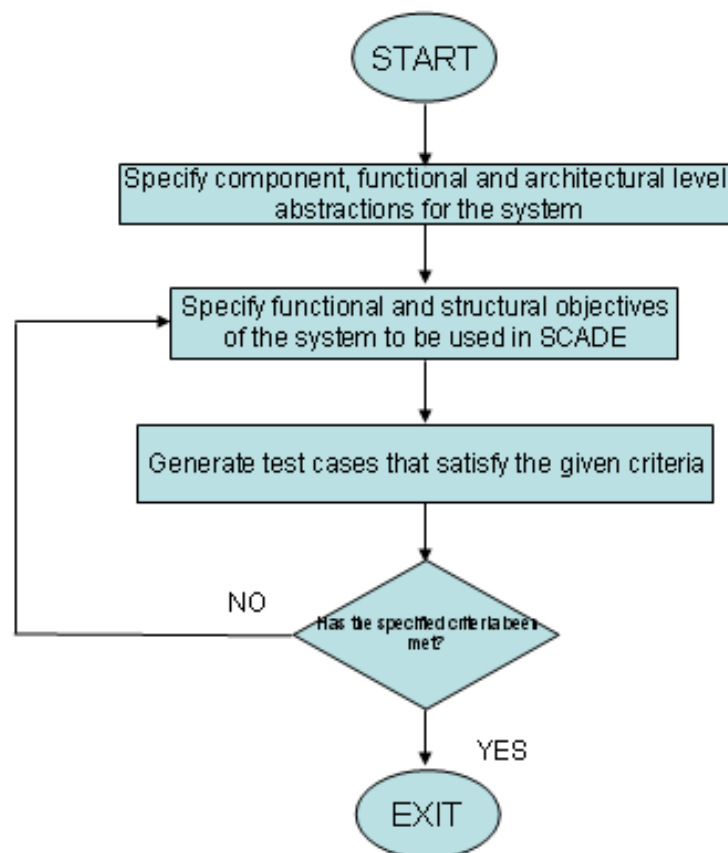 START
Specify component, functional and architectural level
abstractions for the system
Specify functional and structural objectives
of the system to be used in SCADE
Generate test cases that satisfy the given criteria
NO
Has the specified criteria been
met?
YES
EXIT